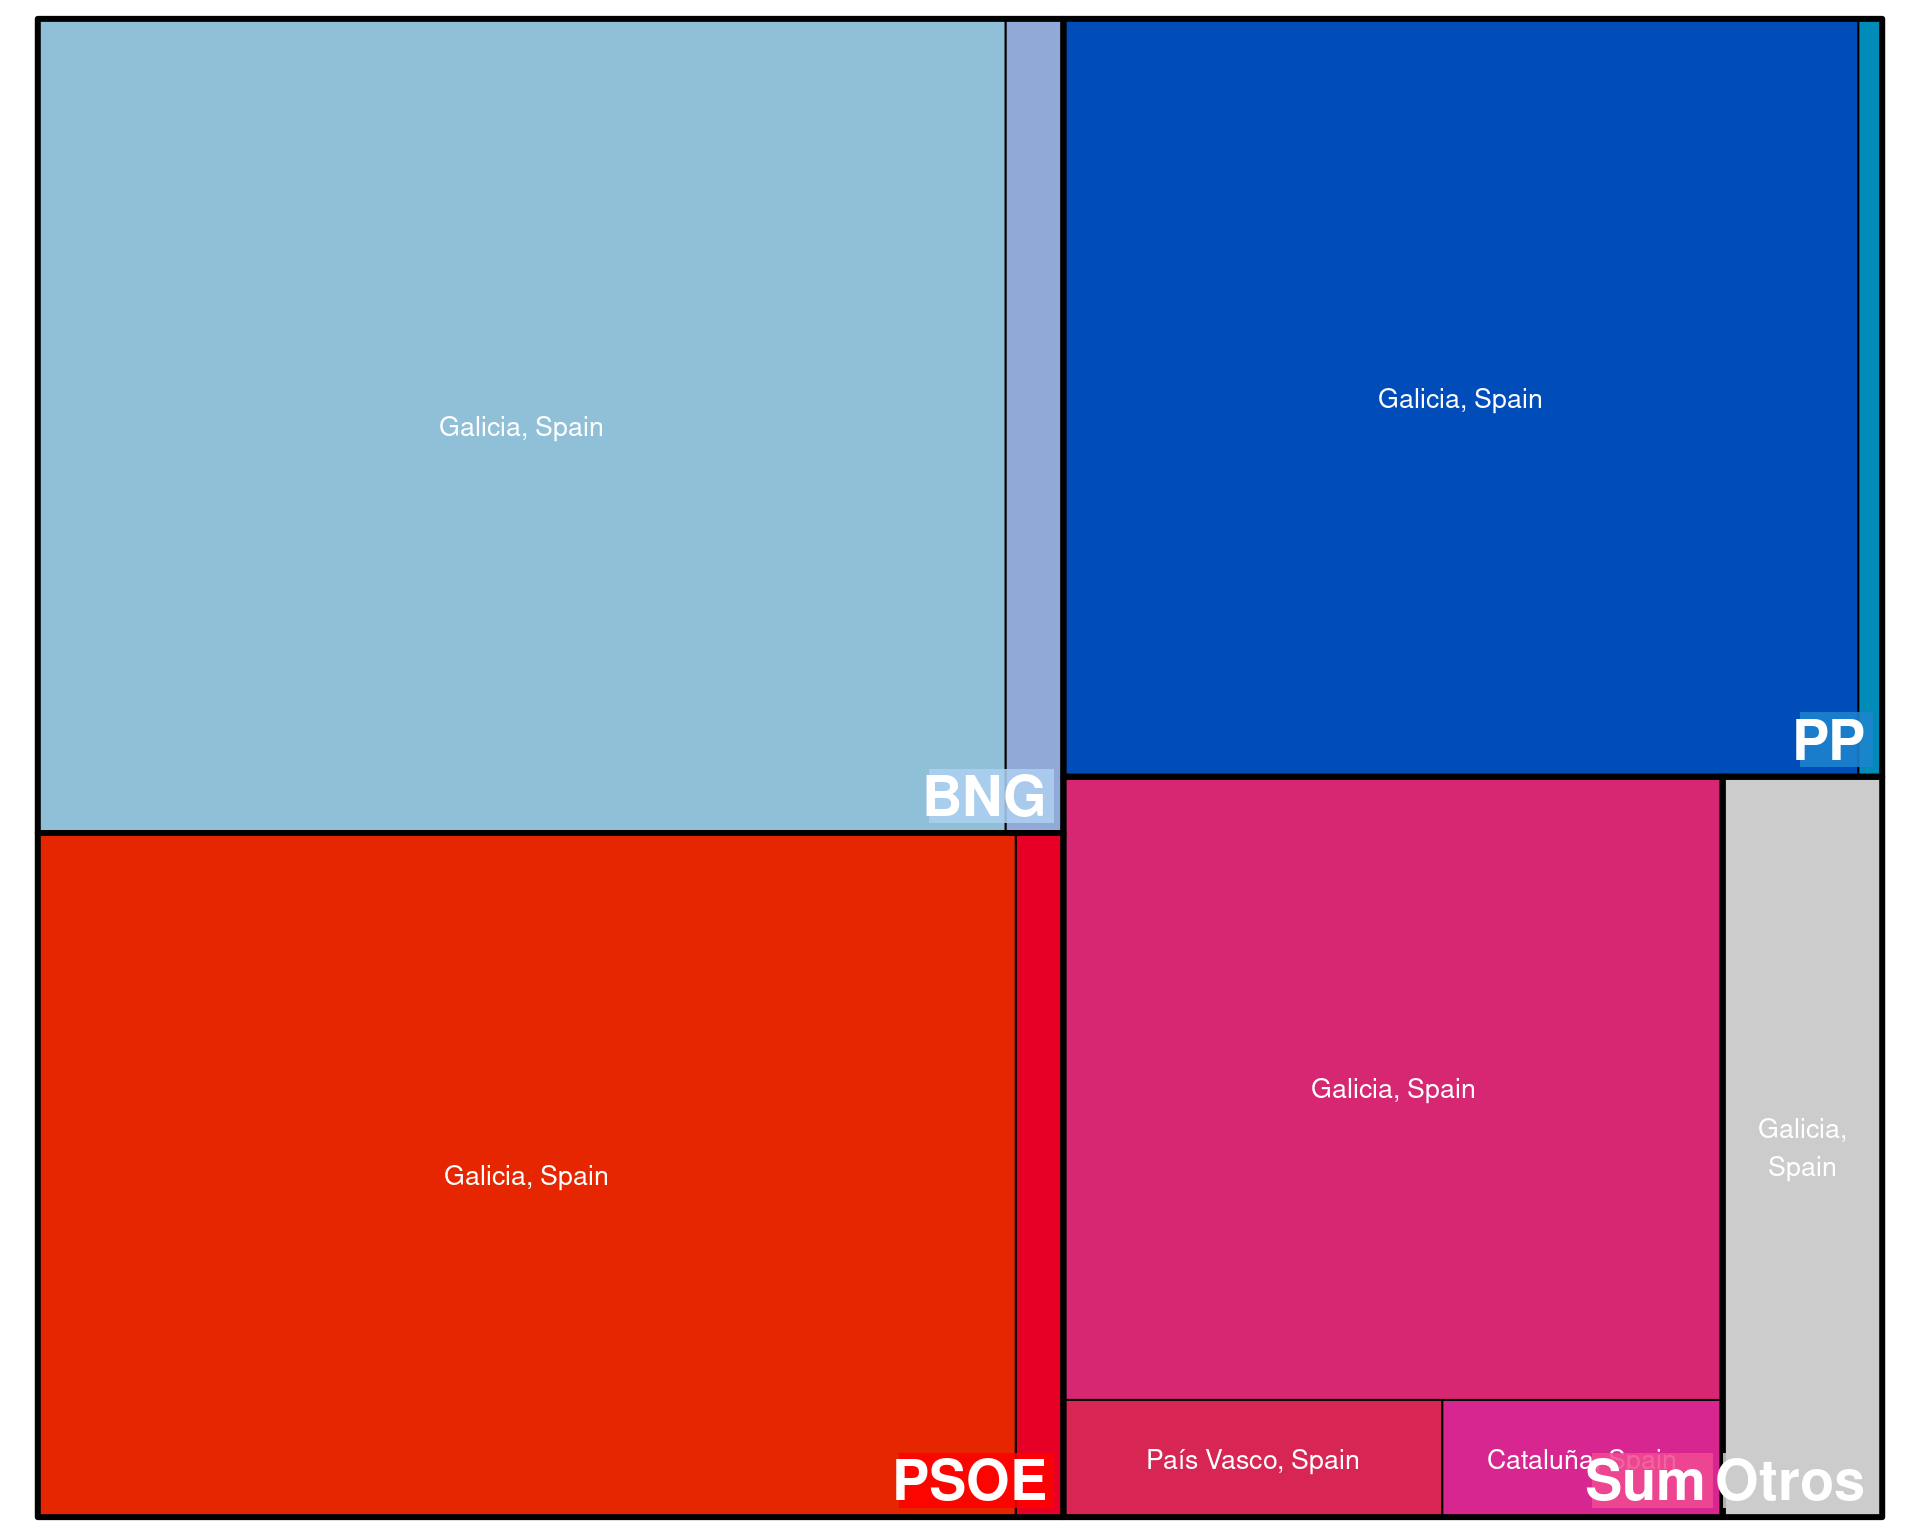 Galicia, Spain
BNG
Galicia, Spain
PP
Galicia, Spain
PSOE
Galicia, Spain
País Vasco, Spain
Cataluña, Spain
Sum
Galicia,
Spain
Otros